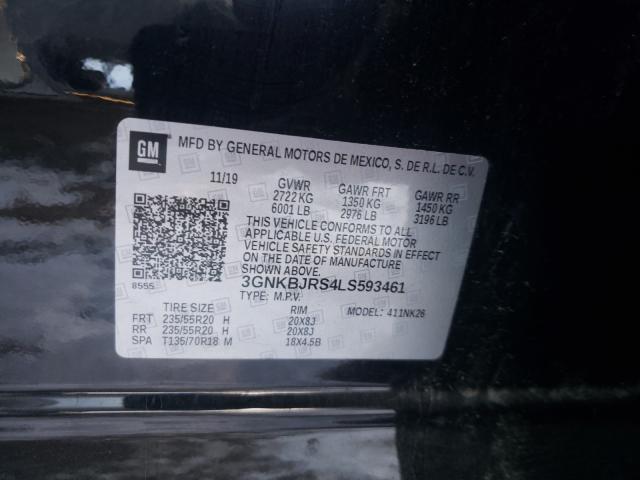 GM MFD BY GENERAL MOTORS DE MEXICO, S. DE R.L. DE C.V.
11/19 GVWR GAWR FRT GAWR RR
2722 KG 1350 KG 1450 KG
6001 LB 2976 LB 3196 LB
THIS VEHICLE CONFORMS TO ALL
APPLICABLE U.S. FEDERAL MOTOR
VEHICLE SAFETY STANDARDS IN EFFECT
ON THE DATE OF MANUFACTURE
SHOWN ABOVE.
8555 3GNKBJRS4LS593461
TYPE: M.P.V.
TIRE SIZE RIM MODEL: 411NK26
FRT 235/55R20 H 20X8J
RR 235/55R20 H 20X8J
SPA T135/70R18 M 18X4.5B